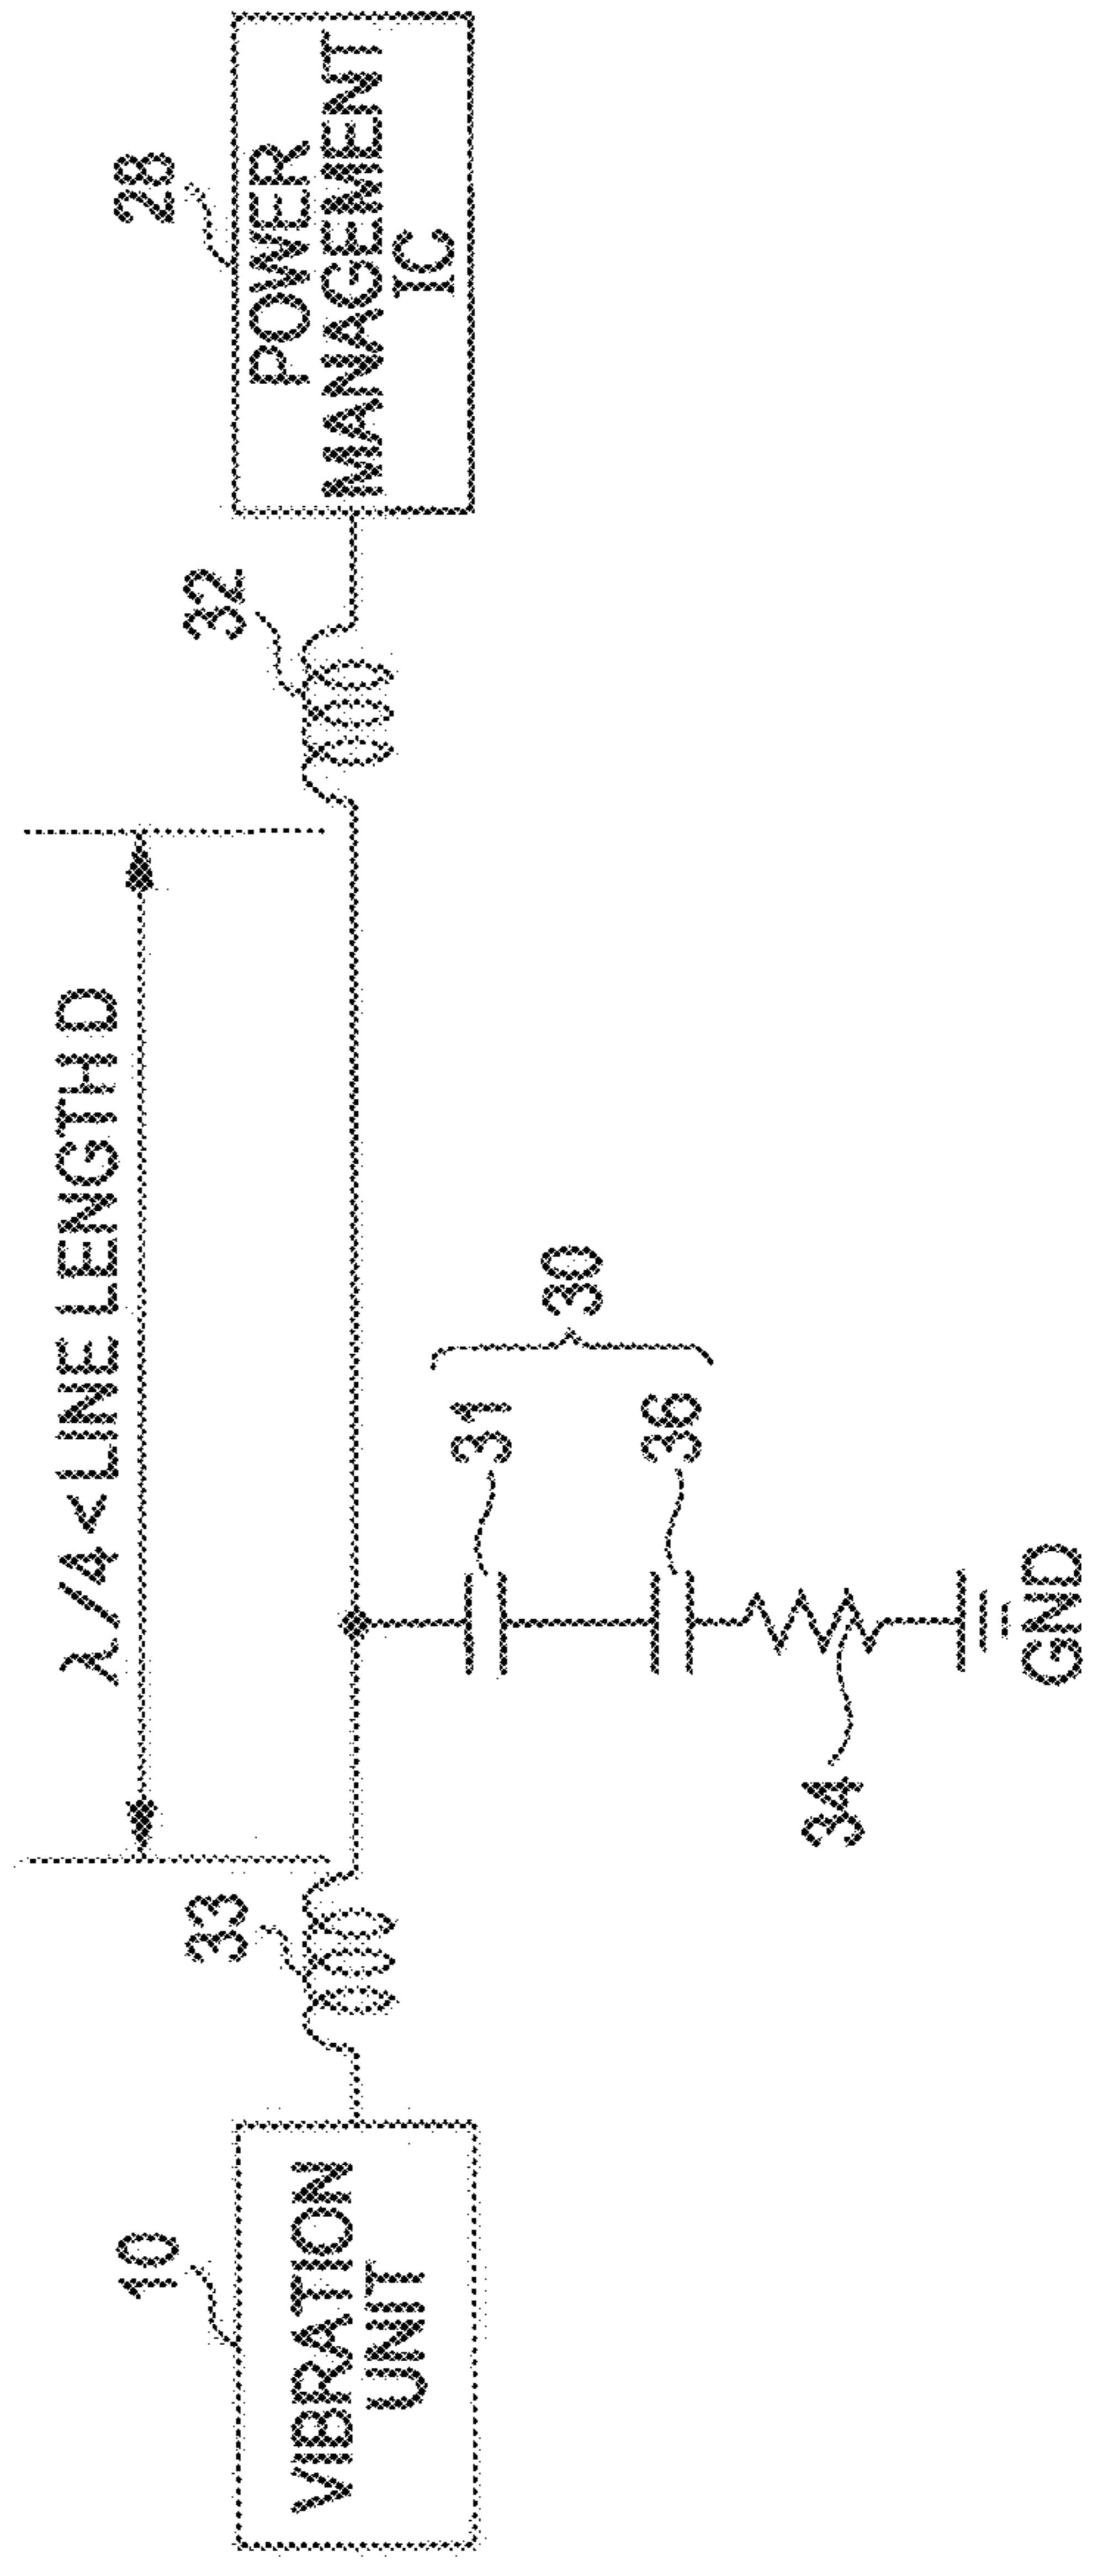 λ/4 < LINE LENGTH D
10
VIBRATION
UNIT
33
32
28
POWER
MANAGEMENT
IC
31
30
36
34
GND